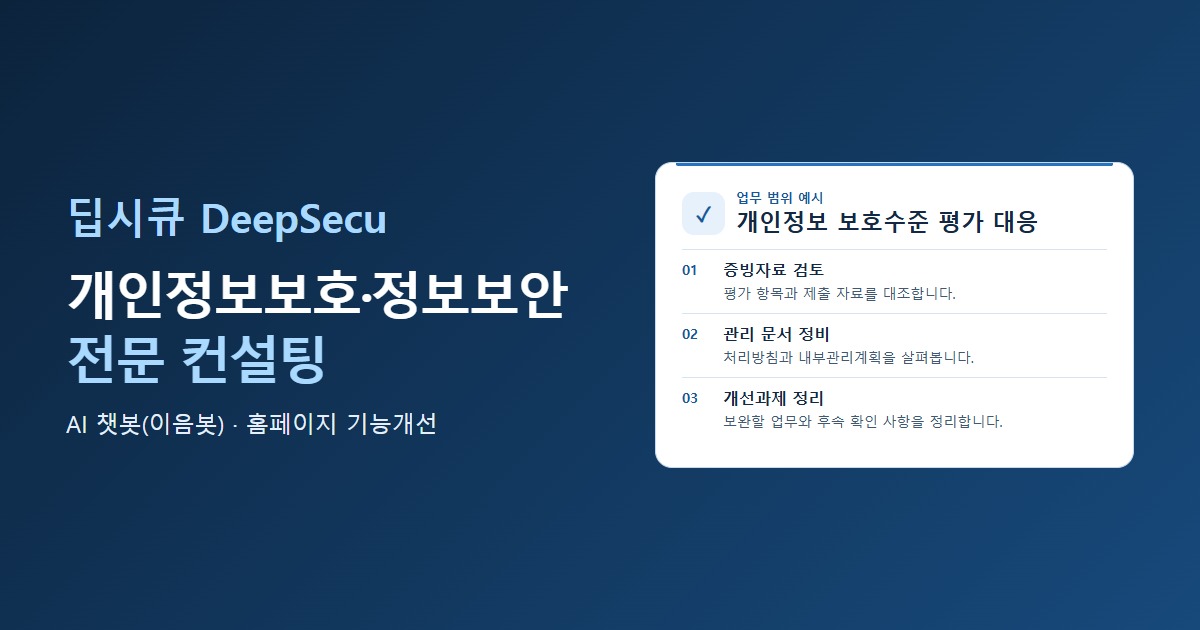 딥시큐 DeepSecu
개인정보보호·정보보안
전문 컨설팅
AI 챗봇(이음봇) · 홈페이지 기능개선
✓
업무 범위 예시
개인정보 보호수준 평가 대응
01
증빙자료 검토
평가 항목과 제출 자료를 대조합니다.
02
관리 문서 정비
처리방침과 내부관리계획을 살펴봅니다.
03
개선과제 정리
보완할 업무와 후속 확인 사항을 정리합니다.